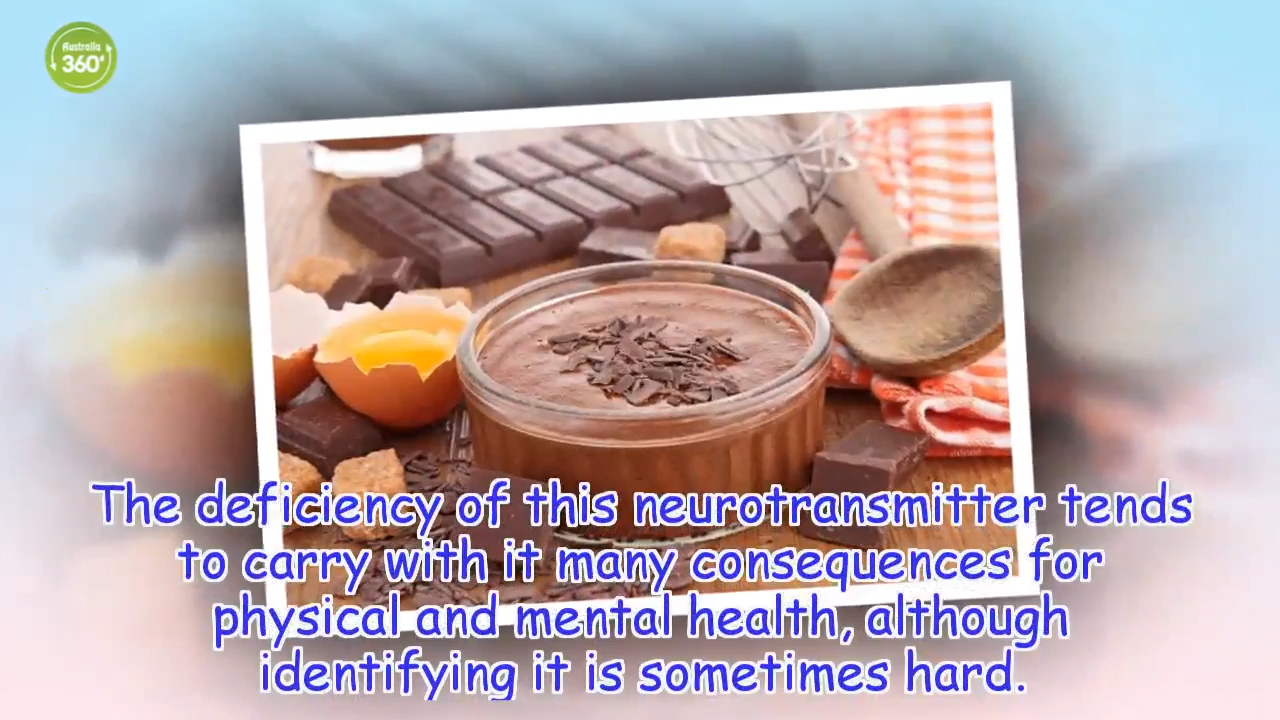 Australia
360°
The deficiency of this neurotransmitter tends
to carry with it many consequences for
physical and mental health, although
identifying it is sometimes hard.